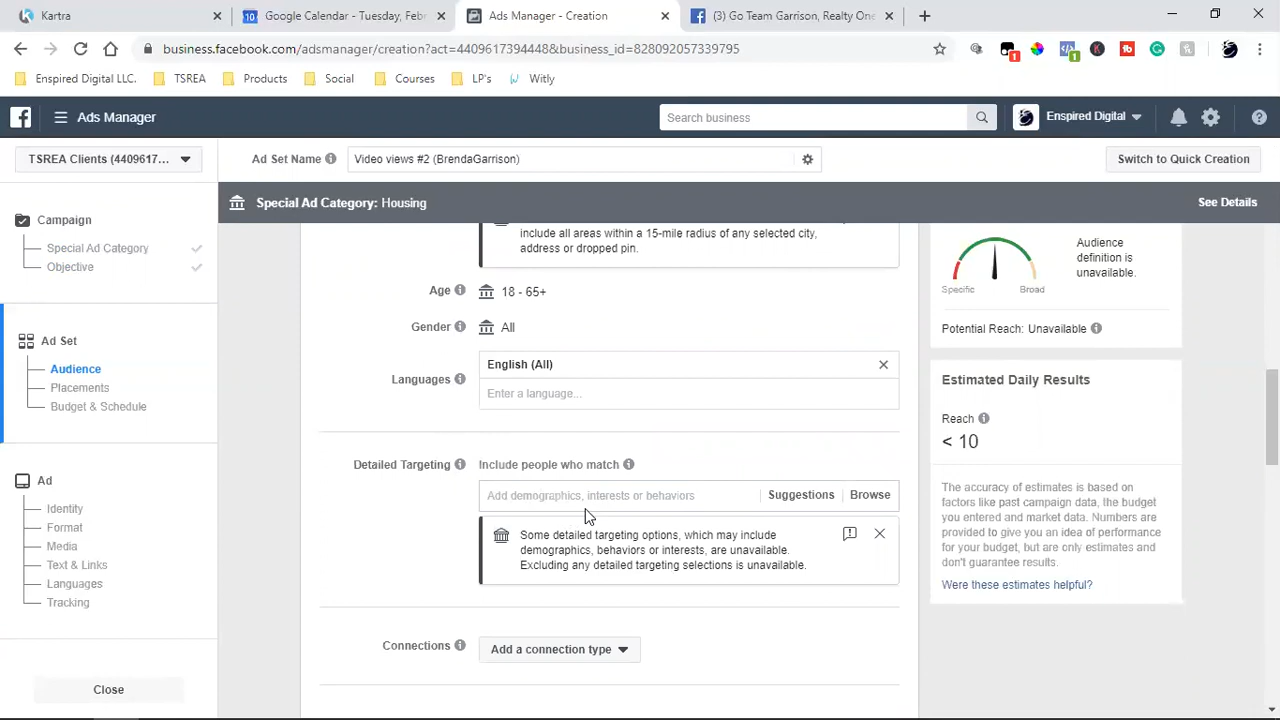 Kartra
Google Calendar - Tuesday, Febr
Ads Manager - Creation
(3) Go Team Garrison, Realty One
business.facebook.com/adsmanager/creation?act=4409617394448&business_id=828092057339795
Enspired Digital LLC.
TSREA
Products
Social
Courses
LP's
Witly
Ads Manager
Search business
Enspired Digital
TSREA Clients (4409617...
Ad Set Name
Video views #2 (BrendaGarrison)
Switch to Quick Creation
Special Ad Category: Housing
See Details
Campaign
Special Ad Category
Objective
Ad Set
Audience
Placements
Budget & Schedule
Ad
Identity
Format
Media
Text & Links
Languages
Tracking
Close
include all areas within a 15-mile radius of any selected city,
address or dropped pin.
Age
18 - 65+
Gender
All
Languages
English (All)
Enter a language...
Detailed Targeting
Include people who match
Add demographics, interests or behaviors
Suggestions
Browse
Some detailed targeting options, which may include
demographics, behaviors or interests, are unavailable.
Excluding any detailed targeting selections is unavailable.
Connections
Add a connection type
Specific
Broad
Audience
definition is
unavailable.
Potential Reach: Unavailable
Estimated Daily Results
Reach
< 10
The accuracy of estimates is based on
factors like past campaign data, the budget
you entered and market data. Numbers are
provided to give you an idea of performance
for your budget, but are only estimates and
don't guarantee results.
Were these estimates helpful?